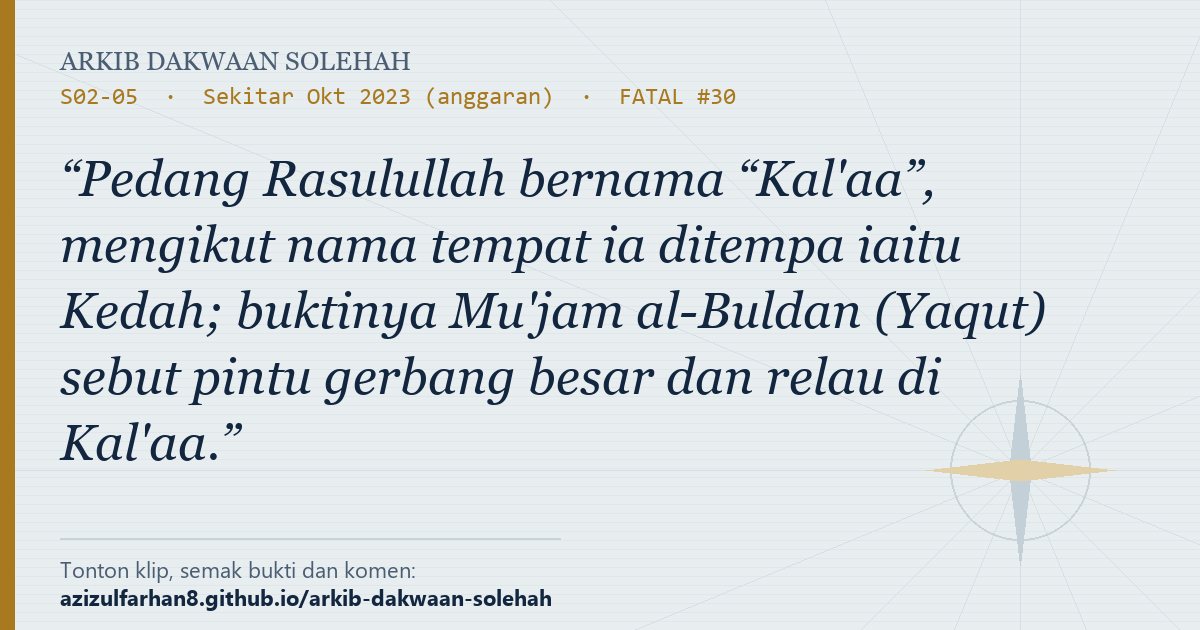 ARKIB DAKWAAN SOLEHAH
S02-05 · Sekitar Okt 2023 (anggaran) · FATAL #30
“Pedang Rasulullah bernama “Kal'aa”,
mengikut nama tempat ia ditempa iaitu
Kedah; buktinya Mu'jam al-Buldan (Yaqut)
sebut pintu gerbang besar dan relau di
Kal'aa.”
Tonton klip, semak bukti dan komen:
azizulfarhan8.github.io/arkib-dakwaan-solehah